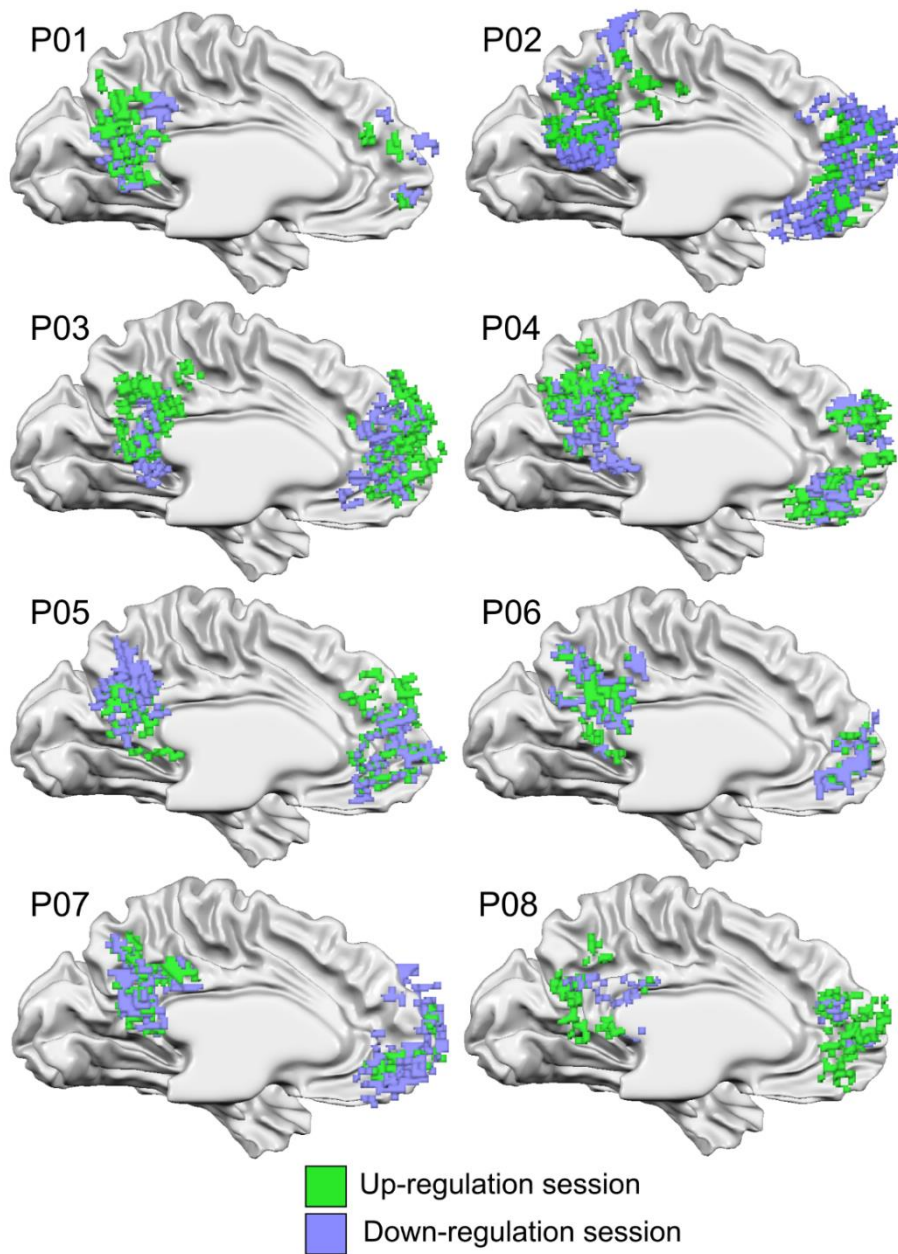 P01
P02
P03
P04
P05
P06
P07
P08
Up-regulation session
Down-regulation session